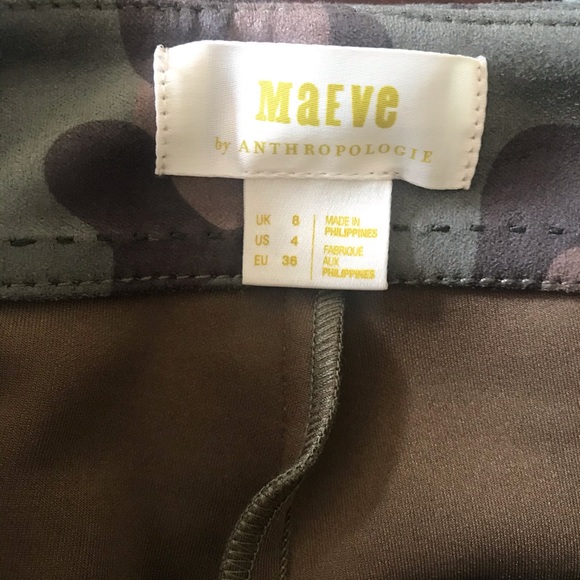 MaEve
by ANTHROPOLOGIE
UK 8
US 4
EU 36
MADE IN
PHILIPPINES
FABRIQUÉ
AUX
PHILIPPINES